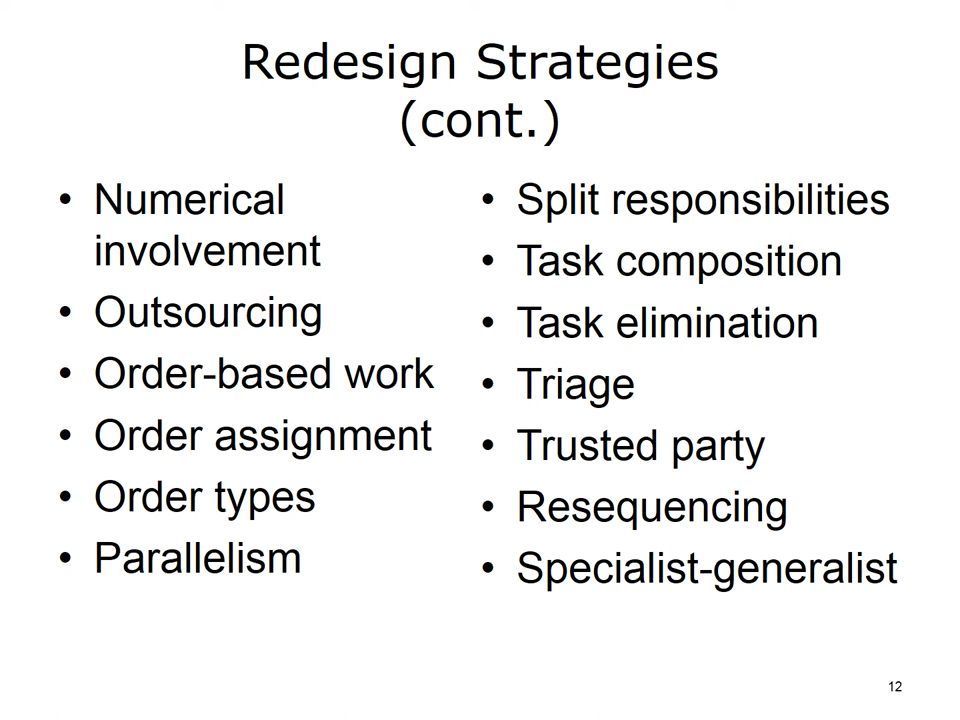 Redesign Strategies
(cont.)
• Numerical
involvement
• Outsourcing
• Order-based work
• Order assignment
• Order types
• Parallelism
• Split responsibilities
• Task composition
• Task elimination
• Triage
• Trusted party
• Resequencing
• Specialist-generalist
12